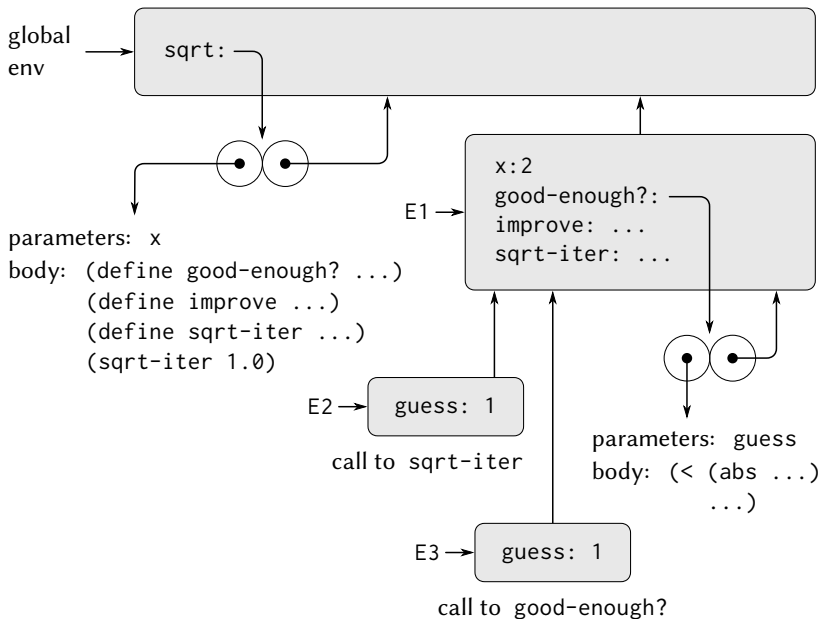 global
env
sqrt:
x:2
good-enough?:
E1
improve: ...
sqrt-iter: ...
parameters: x
body: (define good-enough? ...)
(define improve ...)
(define sqrt-iter ...)
(sqrt-iter 1.0)
E2
guess: 1
call to sqrt-iter
parameters: guess
body: (< (abs ...)
...)
E3
guess: 1
call to good-enough?